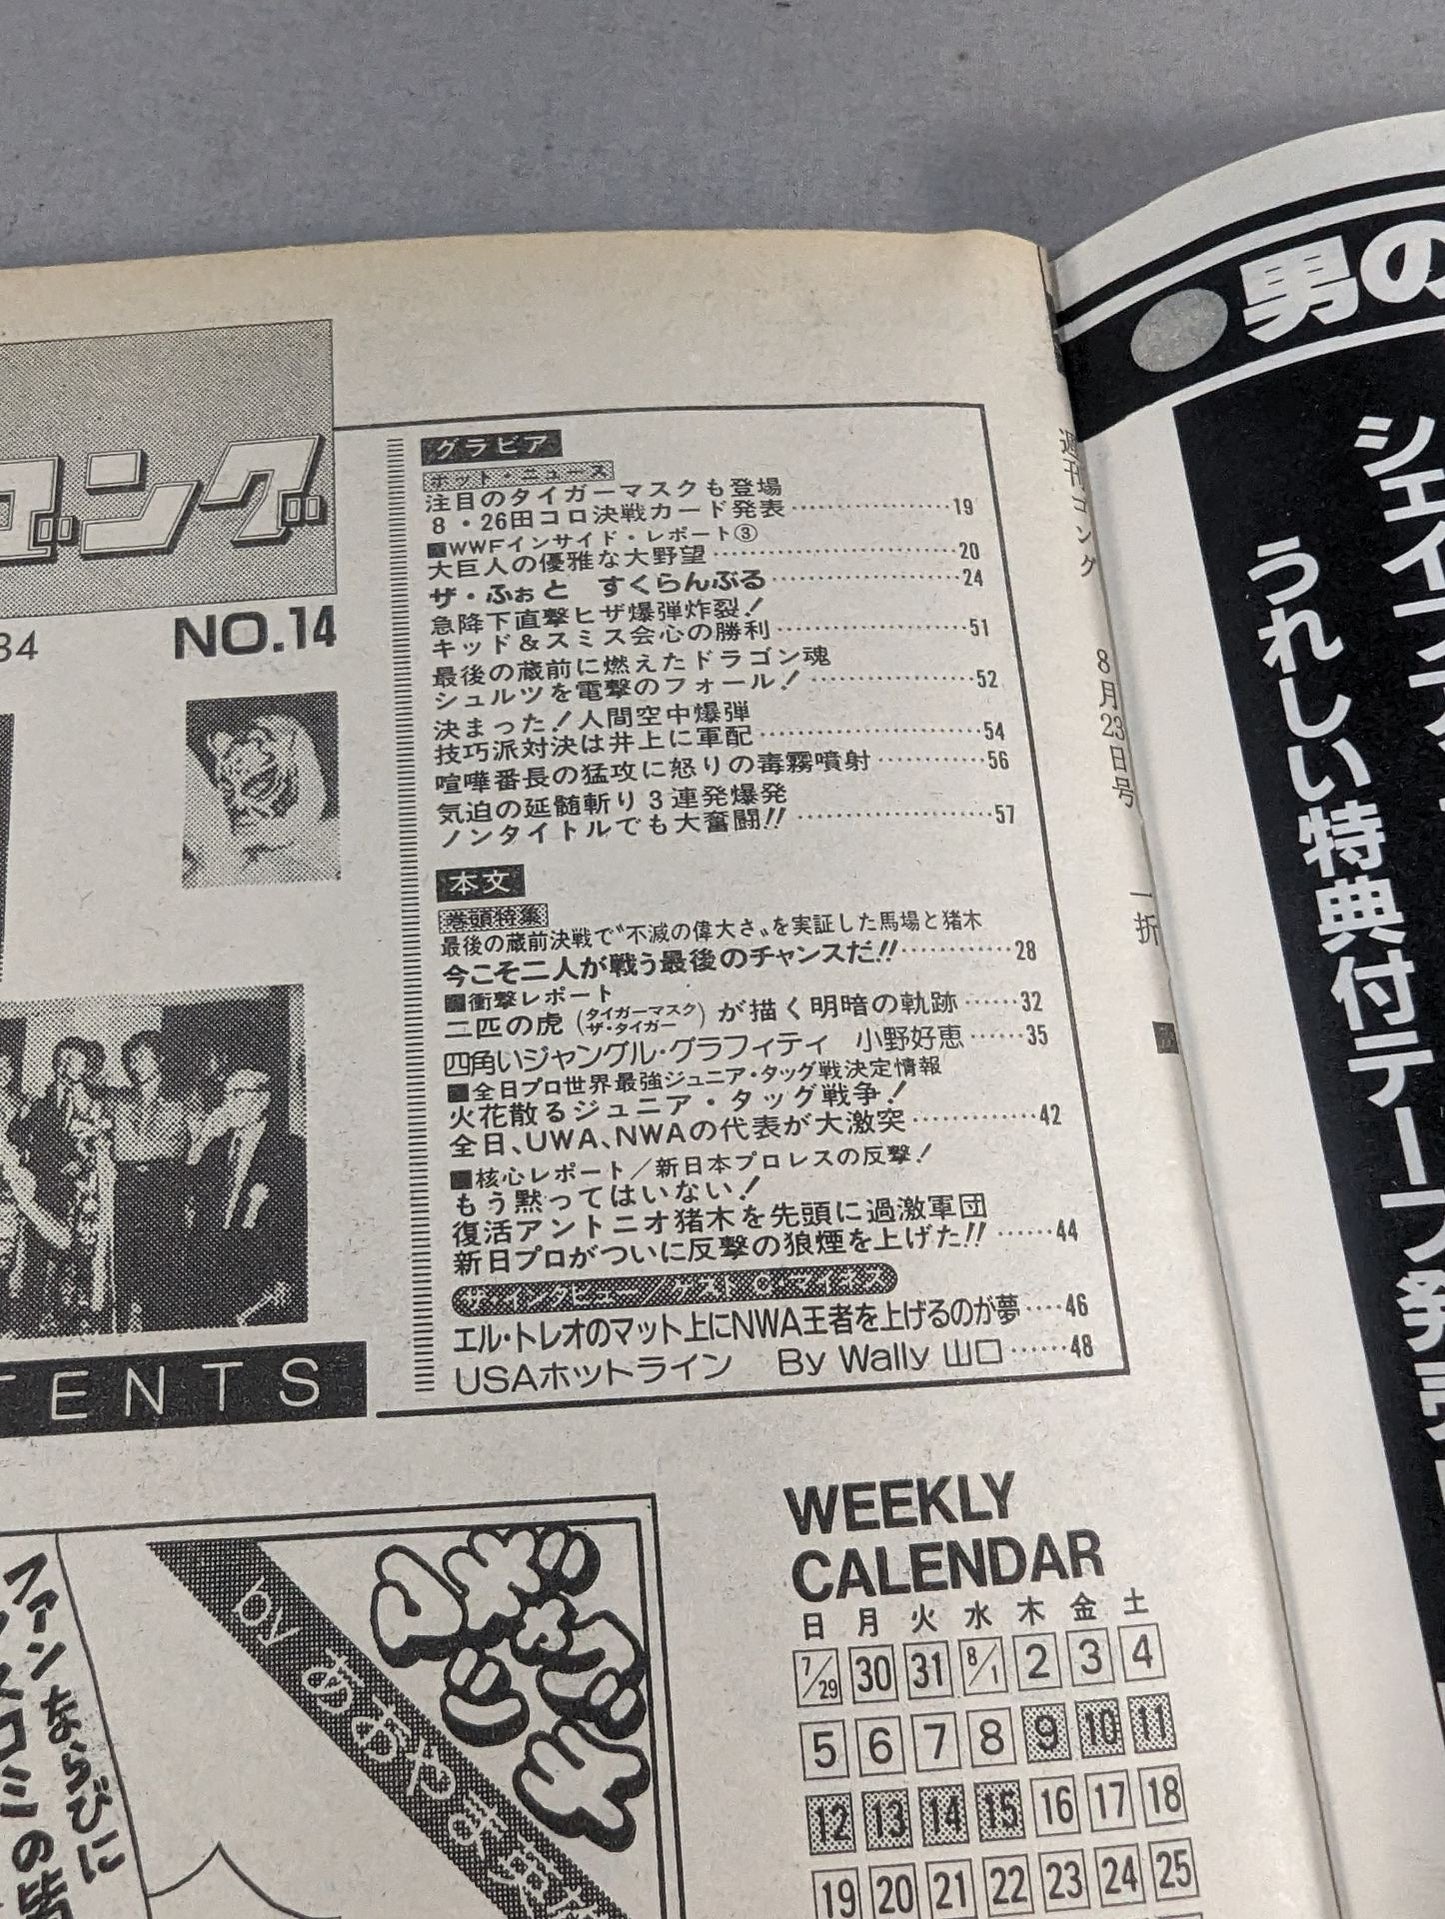 ング
34
NO.14
TENTS
グラビア
ホット・ニュース
注目のタイガーマスクも登場
8・26田コロ決戦カード発表…………………19
■WWFインサイド・レポート③
大巨人の優雅な大野望…………………………20
ザ・ふぉと　すくらんぶる……………………24
急降下直撃ヒザ爆弾炸裂!
キッド&スミス会心の勝利……………………51
最後の蔵前に燃えたドラゴン魂
シュルツを電撃のフォール!…………………52
決まった!人間空中爆弾
技巧派対決は井上に軍配………………………54
喧嘩番長の猛攻に怒りの毒霧噴射……………56
気迫の延髄斬り3連発爆発
ノンタイトルでも大奮闘!!……………………57
本文
巻頭特集
最後の蔵前決戦で〝不滅の偉大さ〟を実証した馬場と猪木
今こそ二人が戦う最後のチャンスだ!!…………28
■衝撃レポート
二匹の虎(タイガーマスク ザ・タイガー)が描く明暗の軌跡……32
四角いジャングル・グラフィティ　小野好恵……35
■全日プロ世界最強ジュニア・タッグ戦決定情報
火花散るジュニア・タッグ戦争!
全日、UWA、NWAの代表が大激突……………42
■核心レポート/新日本プロレスの反撃!
もう黙ってはいない!
復活アントニオ猪木を先頭に過激軍団
新日プロがついに反撃の狼煙を上げた!!……44
ザ・インタビュー/ゲスト C・マイネス
エル・トレオのマット上にNWA王者を上げるのが夢……46
USAホットライン　By Wally 山口……48
WEEKLY
CALENDAR
日 月 火 水 木 金 土
7/29 30 31 8/1 2 3 4
5 6 7 8 9 10 11
12 13 14 15 16 17 18
19 20 21 22 23 24 25
by あおやま
ファンならびに
ミの皆
週刊ゴング　8月23日号　一折
男の
うれしい特典付テープ発売